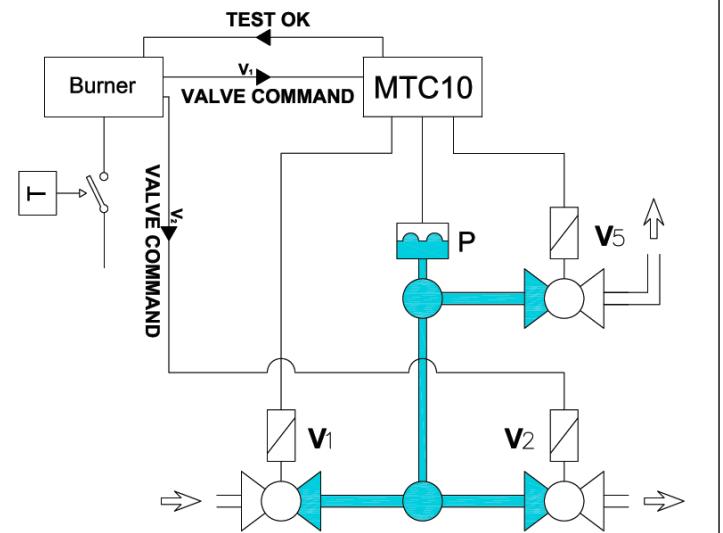 TEST OK
Burner
V₁
VALVE COMMAND
MTC10
T
VALVE COMMAND
V₂
P
V5
V1
V2